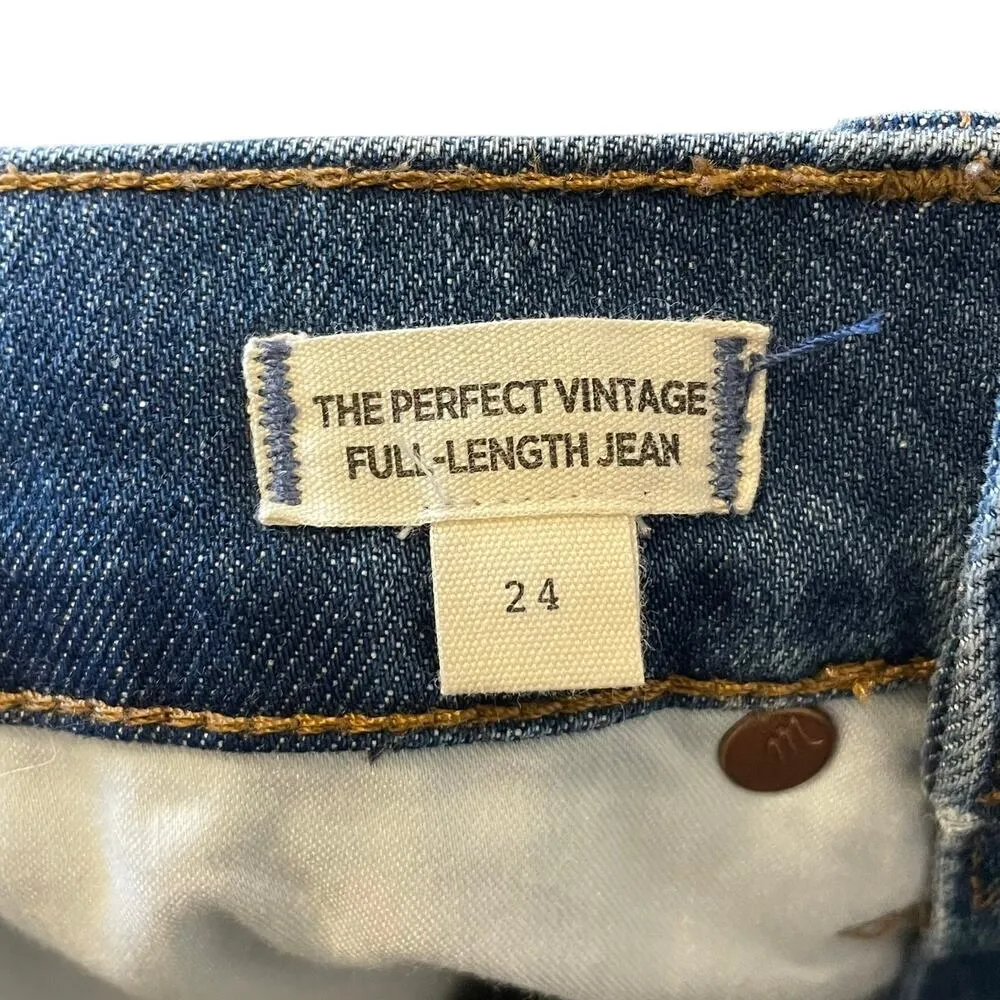 THE PERFECT VINTAGE
FULL-LENGTH JEAN
24
m